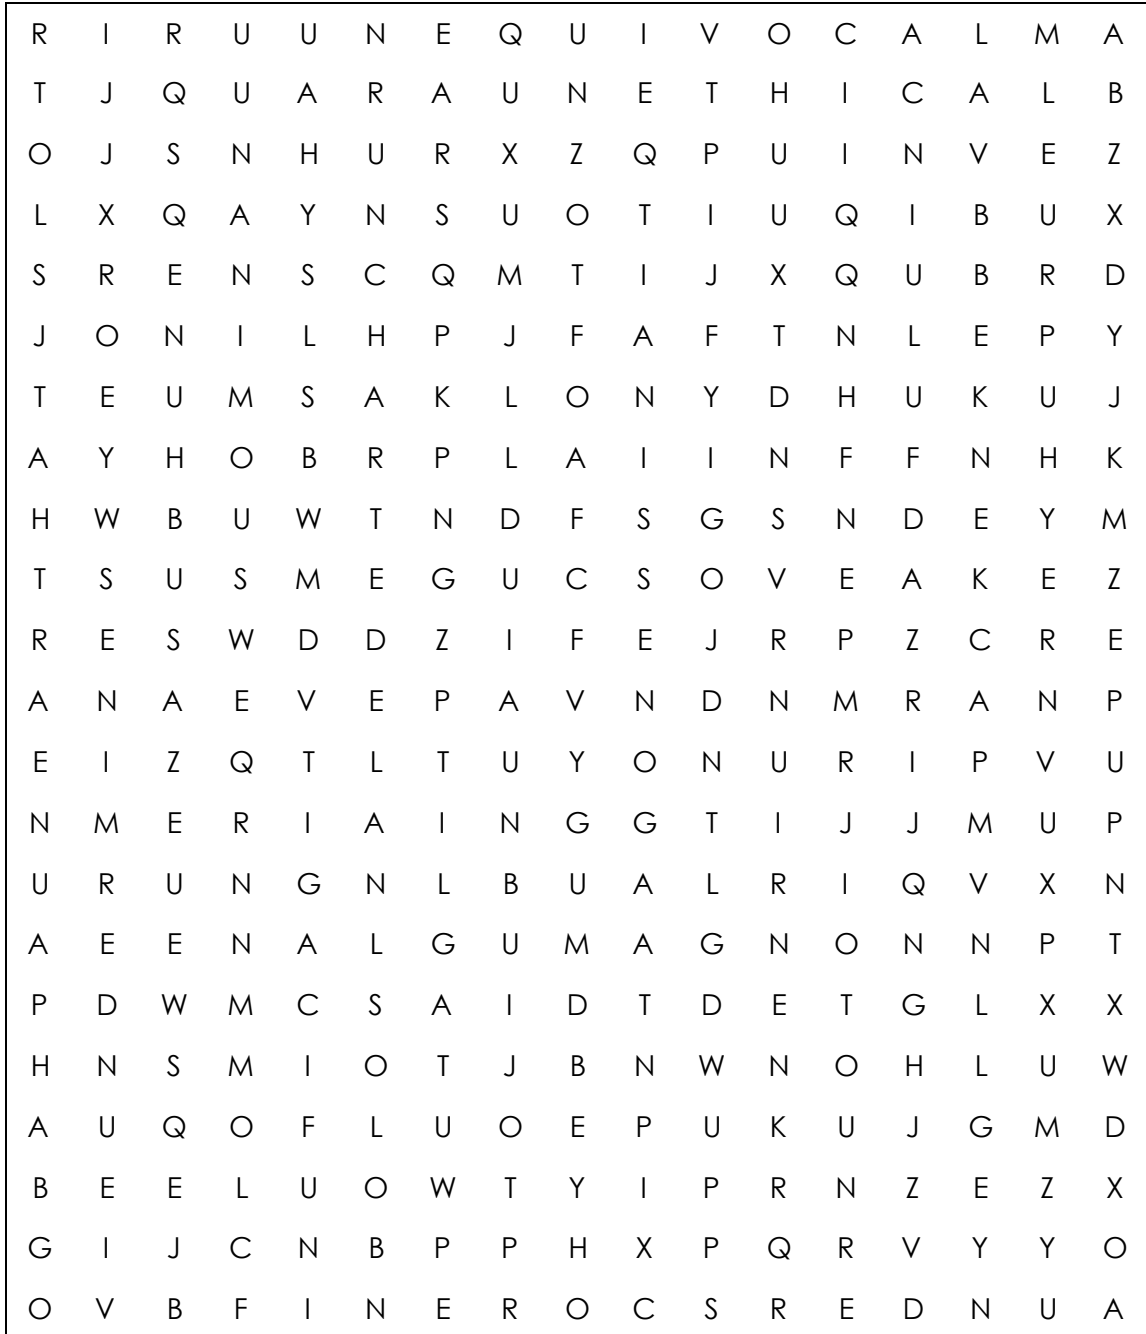 R I R U U N E Q U I V O C A L M A
T J Q U A R A U N E T H I C A L B
O J S N H U R X Z Q P U I N V E Z
L X Q A Y N S U O T I U Q I B U X
S R E N S C Q M T I J X Q U B R D
J O N I L H P J F A F T N L E P Y
T E U M S A K L O N Y D H U K U J
A Y H O B R P L A I I N F F N H K
H W B U W T N D F S G S N D E Y M
T S U S M E G U C S O V E A K E Z
R E S W D D Z I F E J R P Z C R E
A N A E V E P A V N D N M R A N P
E I Z Q T L T U Y O N U R I P V U
N M E R I A I N G G T I J J M U P
U R U N G N L B U A L R I Q V X N
A E E N A L G U M A G N O N N P T
P D W M C S A I D T D E T G L X X
H N S M I O T J B N W N O H L U W
A U Q O F L U O E P U K U J G M D
B E E L U O W T Y I P R N Z E Z X
G I J C N B P P H X P Q R V Y Y O
O V B F I N E R O C S R E D N U A